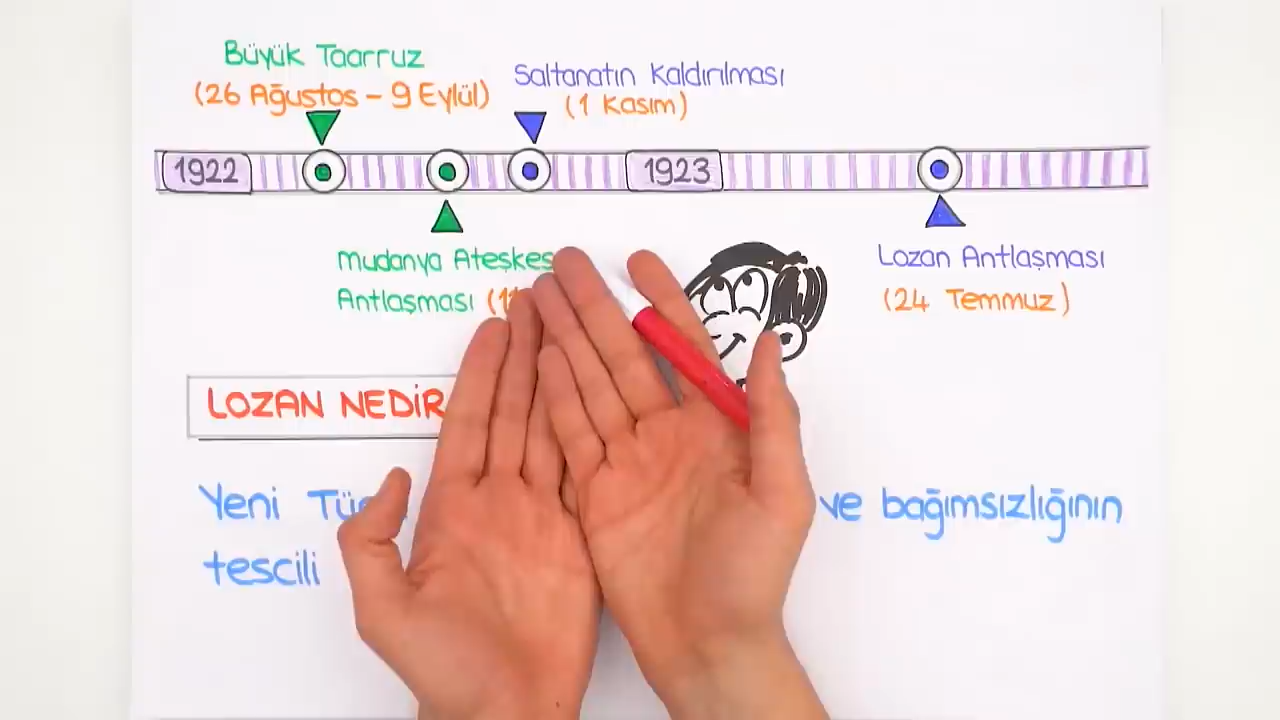 Büyük Taarruz
(26 Ağustos - 9 Eylül)
Saltanatın Kaldırılması
(1 Kasım)
1922
1923
Mudanya Ateşkes
Antlaşması (11
Lozan Antlaşması
(24 Temmuz)
LOZAN NEDİR
Yeni ve bağımsızlığının
tescili